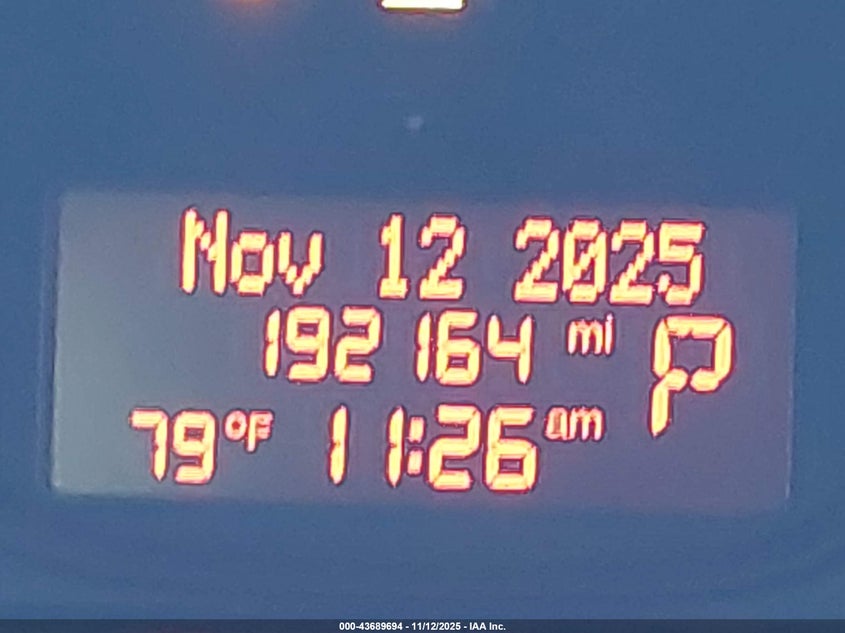 Nov 12 2025
192 164 mi P
79°F 11:26 am
000-43689694 - 11/12/2025 - IAA Inc.